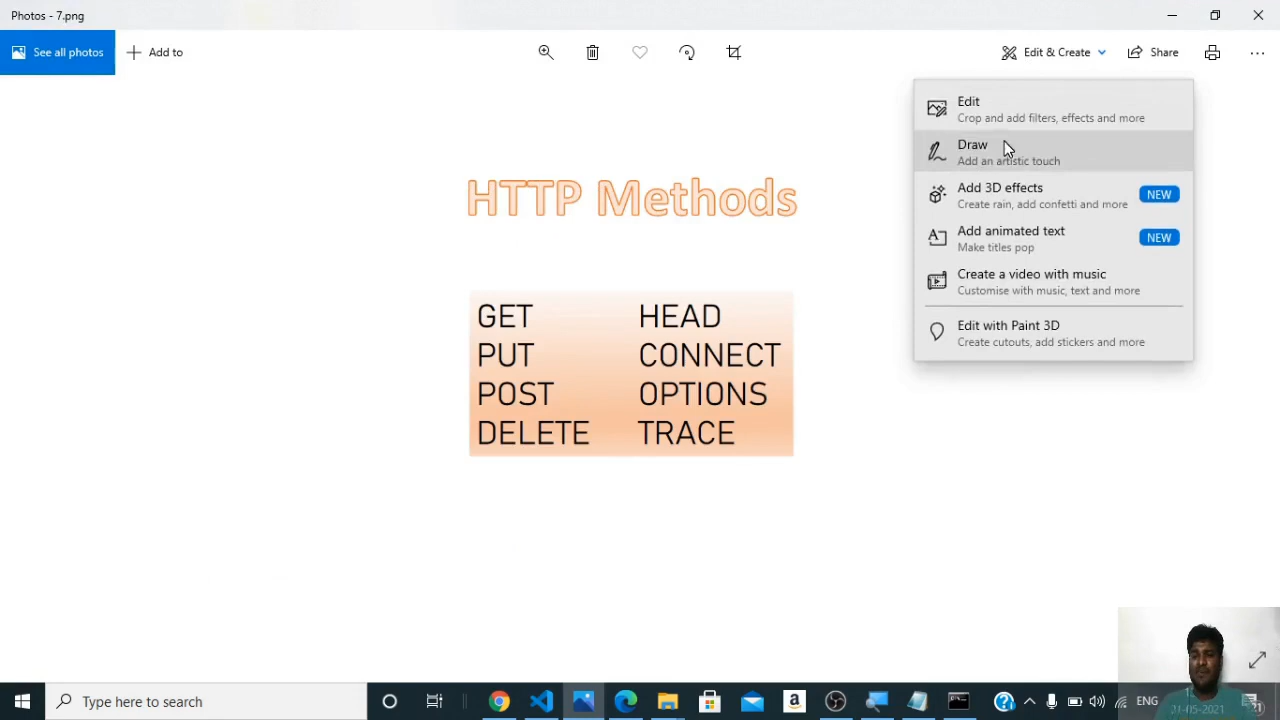 Photos - 7.png
See all photos
Add to
Edit & Create
Share
Edit
Crop and add filters, effects and more
Draw
Add an artistic touch
Add 3D effects
Create rain, add confetti and more
NEW
Add animated text
Make titles pop
NEW
Create a video with music
Customise with music, text and more
Edit with Paint 3D
Create cutouts, add stickers and more
HTTP Methods
GET HEAD
PUT CONNECT
POST OPTIONS
DELETE TRACE
Type here to search
ENG
31-05-2021